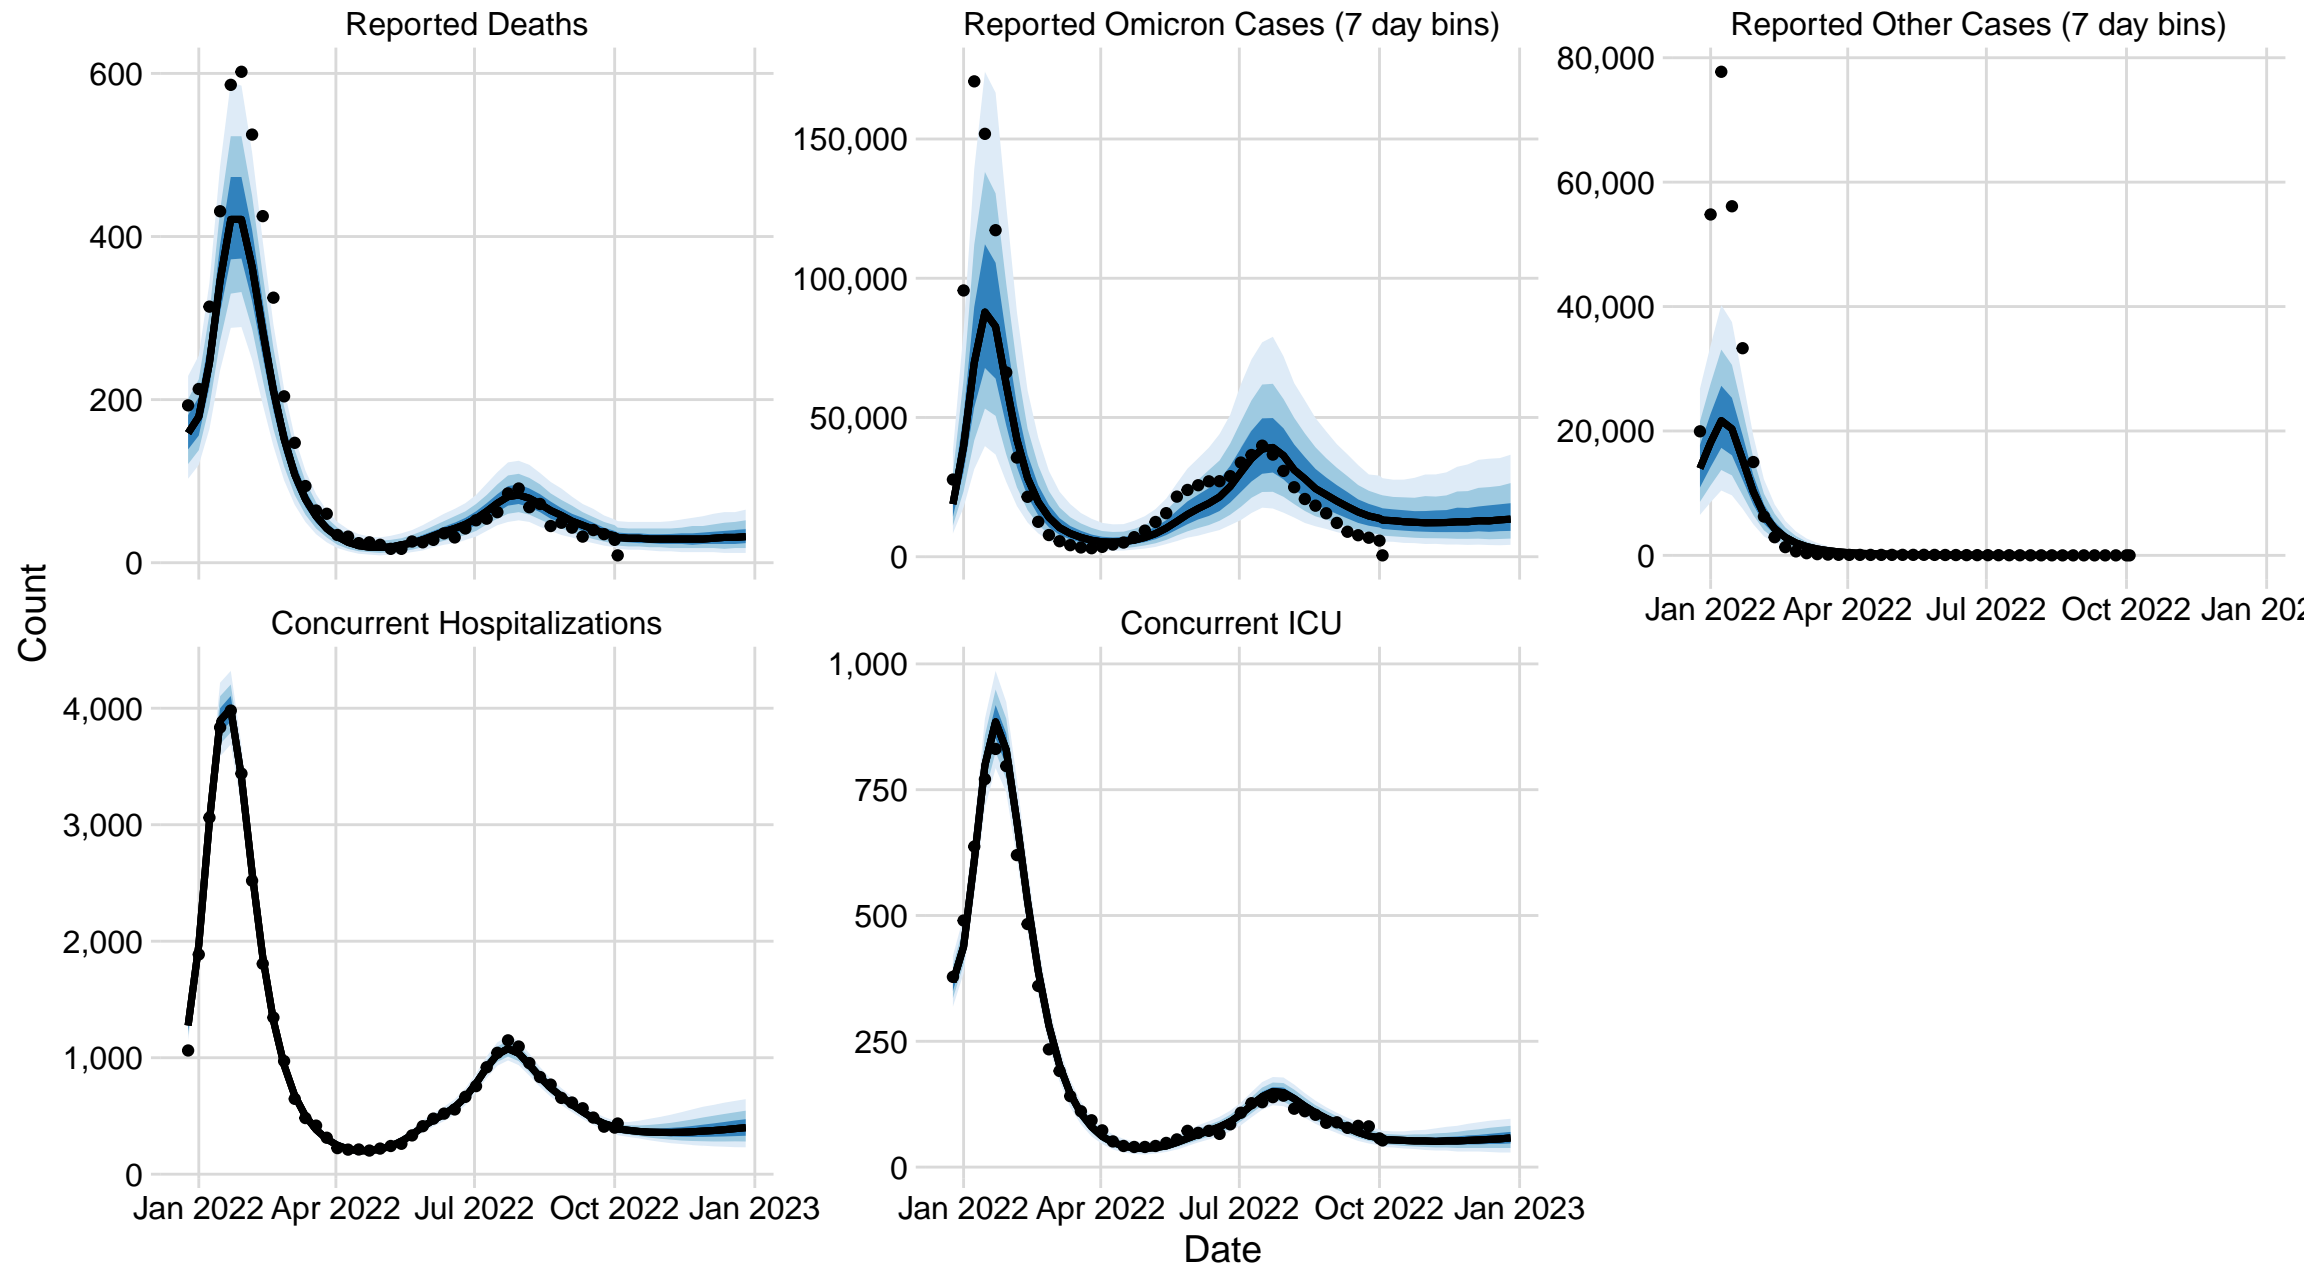 Reported Deaths
Reported Omicron Cases (7 day bins)
Reported Other Cases (7 day bins)
600
400
200
0
150,000
100,000
50,000
0
80,000
60,000
40,000
20,000
0
Jan 2022 Apr 2022 Jul 2022 Oct 2022 Jan 202
Count
Concurrent Hospitalizations
Concurrent ICU
4,000
3,000
2,000
1,000
0
1,000
750
500
250
0
Jan 2022 Apr 2022 Jul 2022 Oct 2022 Jan 2023
Jan 2022 Apr 2022 Jul 2022 Oct 2022 Jan 2023
Date